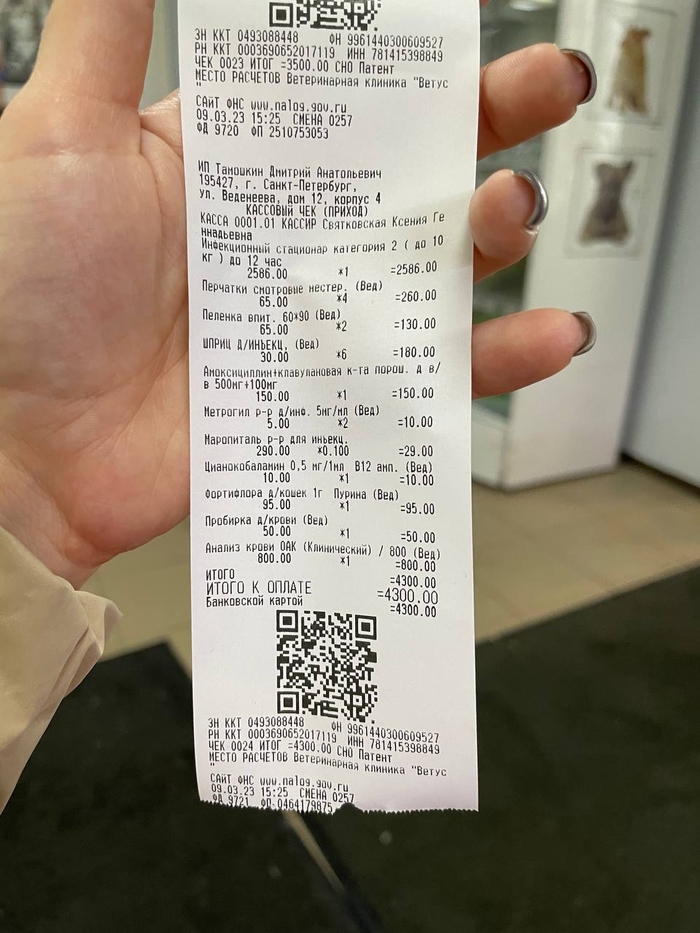 ЗН ККТ 0493088448 ФН 9961440300609527
РН ККТ 0003690652017119 ИНН 781415398849
ЧЕК 0023 ИТОГ =3500.00 СНО Патент
МЕСТО РАСЧЕТОВ Ветеринарная клиника "Ветус
"
САЙТ ФНС www.nalog.gov.ru
09.03.23 15:25 СМЕНА 0257
ФД 9720 ФП 2510753053
ИП Тамошкин Дмитрий Анатольевич
195427, г. Санкт-Петербург,
ул. Веденеева, дом 12, корпус 4
КАССОВЫЙ ЧЕК (ПРИХОД)
КАССА 0001.01 КАССИР Святковская Ксения Ге
ннадьевна
Инфекционный стационар категория 2 ( до 10
кг ) до 12 час
2586.00 *1 =2586.00
Перчатки смотровые нестер. (Вед)
65.00 *4 =260.00
Пеленка впит. 60*90 (Вед)
65.00 *2 =130.00
ШПРИЦ Д/ИНЬЕКЦ. (Вед)
30.00 *6 =180.00
Амоксициллин+клавулановая к-та порош. д в/
в 500мг+100мг
150.00 *1 =150.00
Метрогил р-р д/инф. 5мг/мл (Вед)
5.00 *2 =10.00
Маропиталь р-р для иньекц.
290.00 *0.100 =29.00
Цианокобаламин 0,5 мг/1мл В12 амп. (Вед)
10.00 *1 =10.00
Фортифлора д/кошек 1г Пурина (Вед)
95.00 *1 =95.00
Пробирка д/крови (Вед)
50.00 *1 =50.00
Анализ крови ОАК (Клинический) / 800 (Вед)
800.00 *1 =800.00
ИТОГО =4300.00
ИТОГО К ОПЛАТЕ =4300.00
Банковской картой =4300.00
ЗН ККТ 0493088448 ФН 9961440300609527
РН ККТ 0003690652017119 ИНН 781415398849
ЧЕК 0024 ИТОГ =4300.00 СНО Патент
МЕСТО РАСЧЕТОВ Ветеринарная клиника "Ветус
"
САЙТ ФНС www.nalog.gov.ru
09.03.23 15:25 СМЕНА 0257
ФД 9721 ФП 0464179875